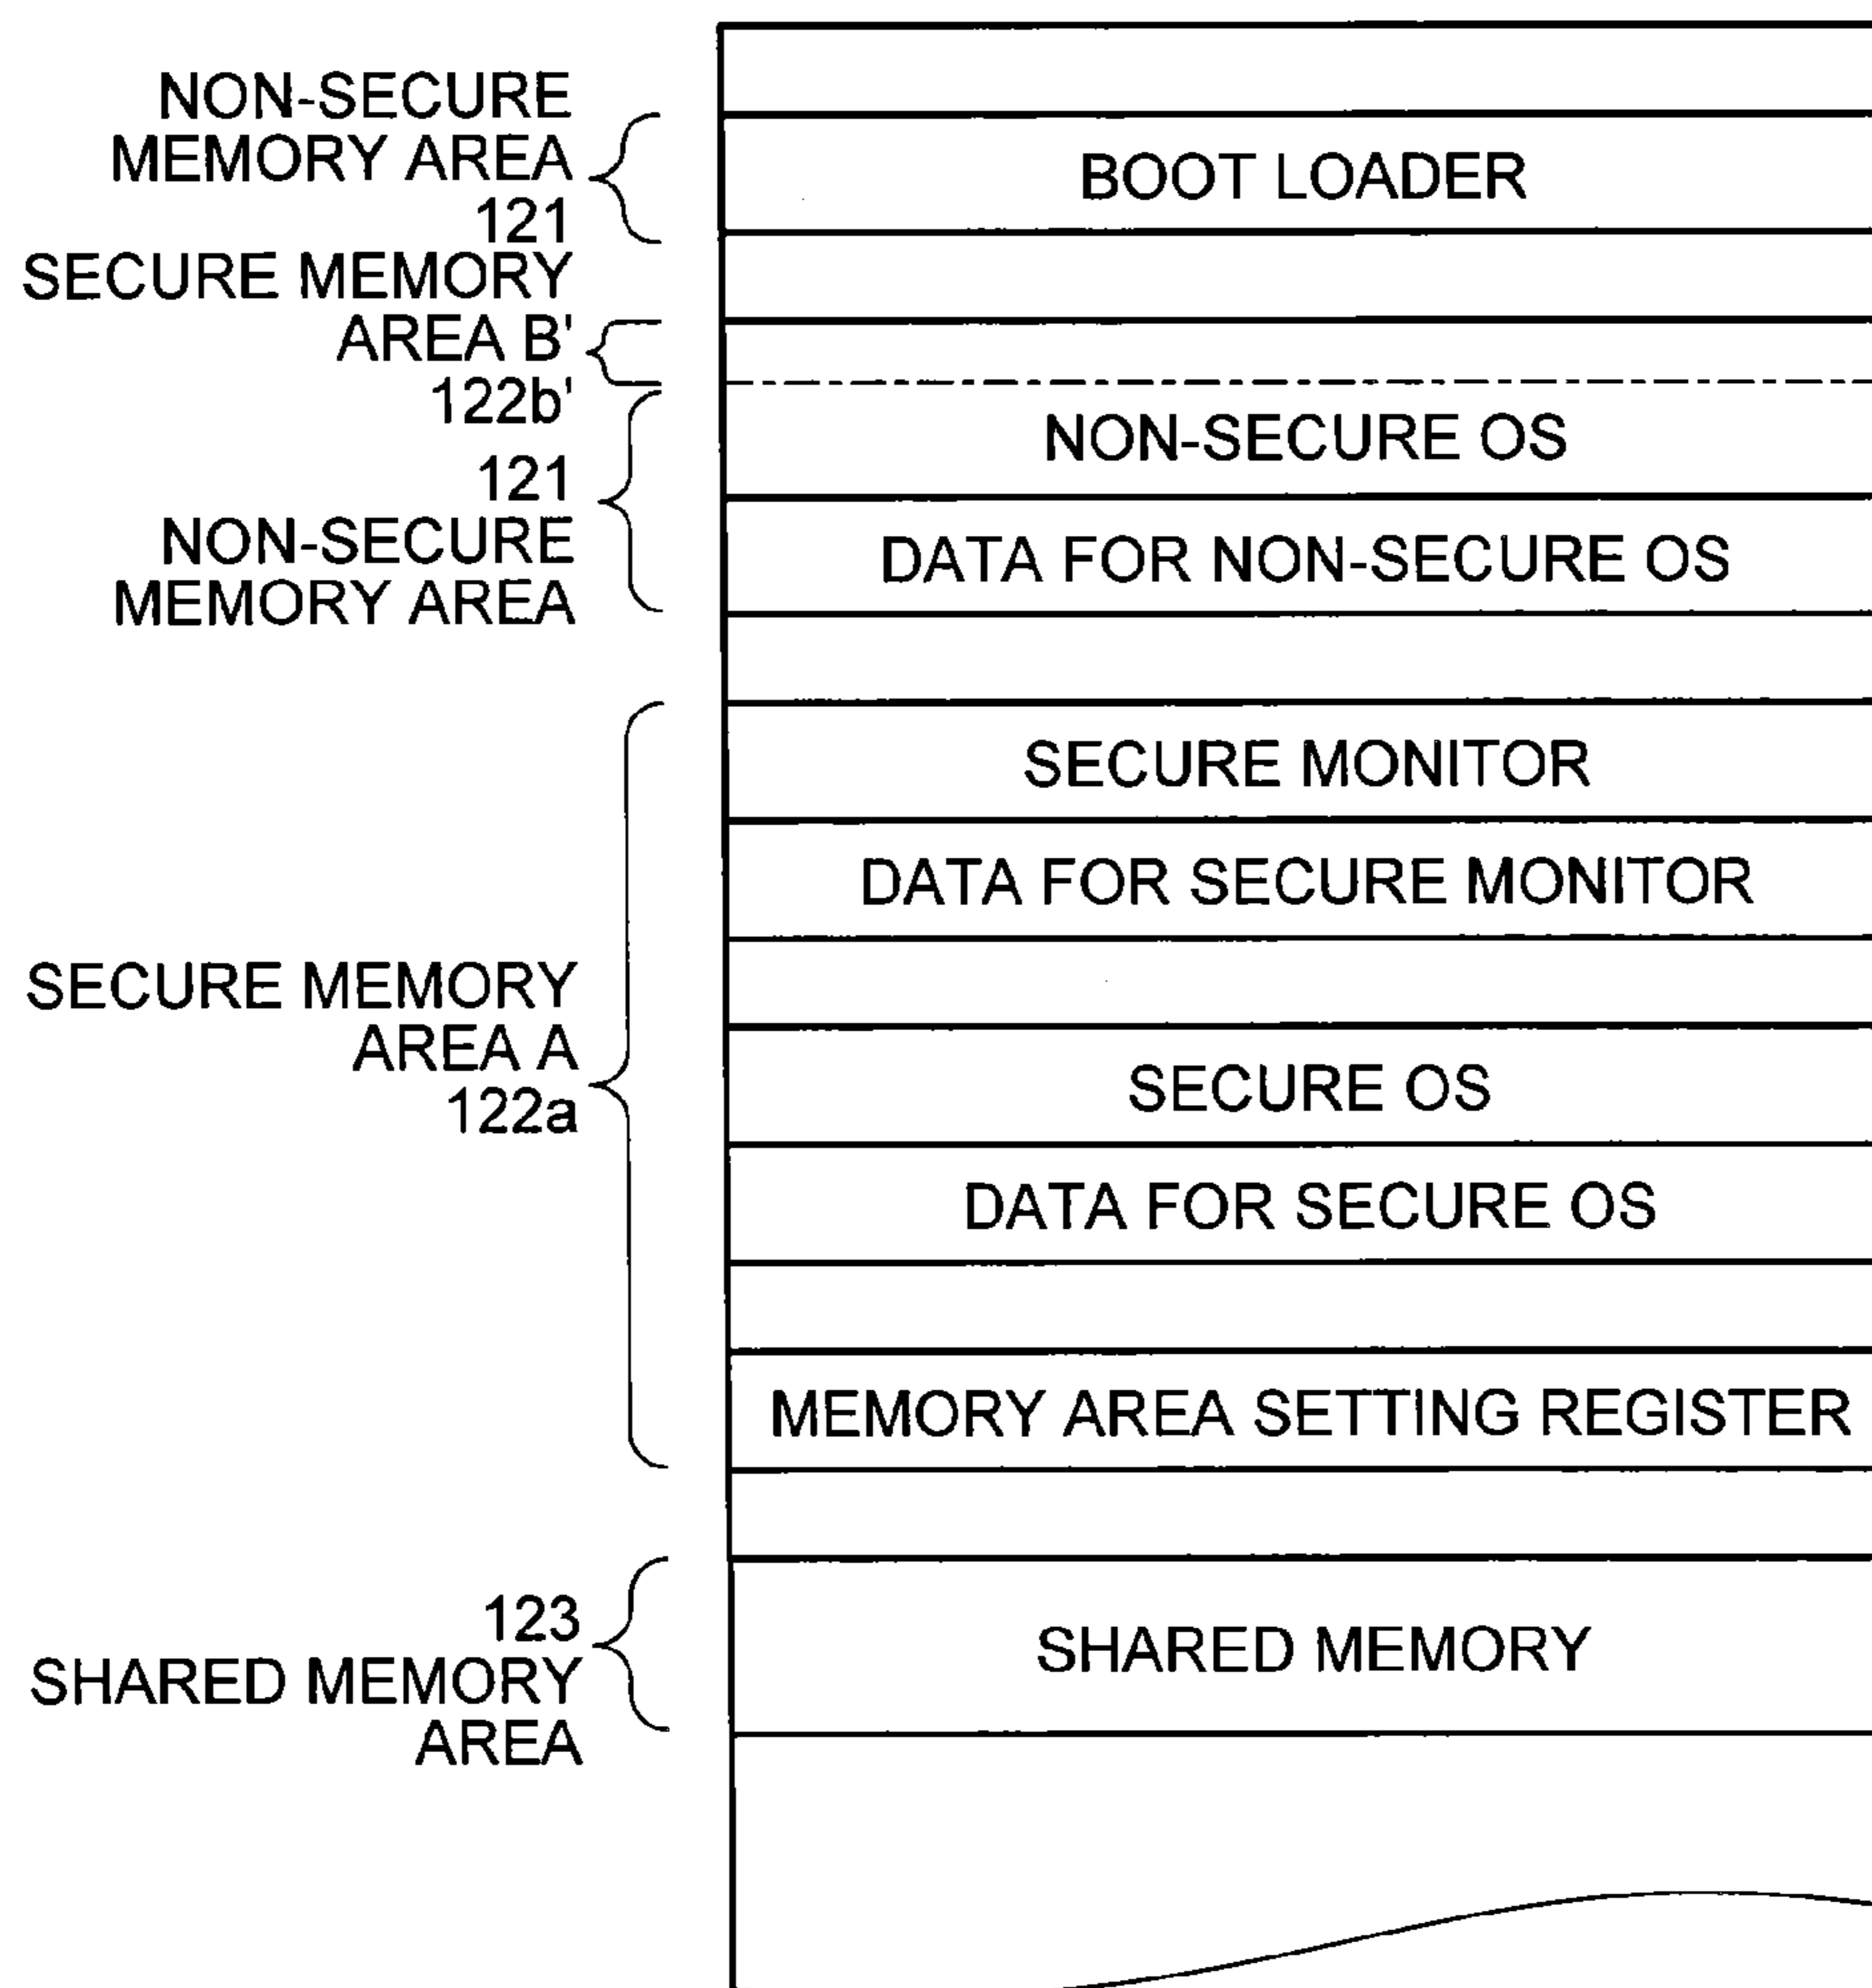 NON-SECURE
MEMORY AREA
121
BOOT LOADER
SECURE MEMORY
AREA B'
122b'
NON-SECURE OS
121
NON-SECURE
MEMORY AREA
DATA FOR NON-SECURE OS
SECURE MONITOR
DATA FOR SECURE MONITOR
SECURE MEMORY
AREA A
122a
SECURE OS
DATA FOR SECURE OS
MEMORY AREA SETTING REGISTER
123
SHARED MEMORY
AREA
SHARED MEMORY